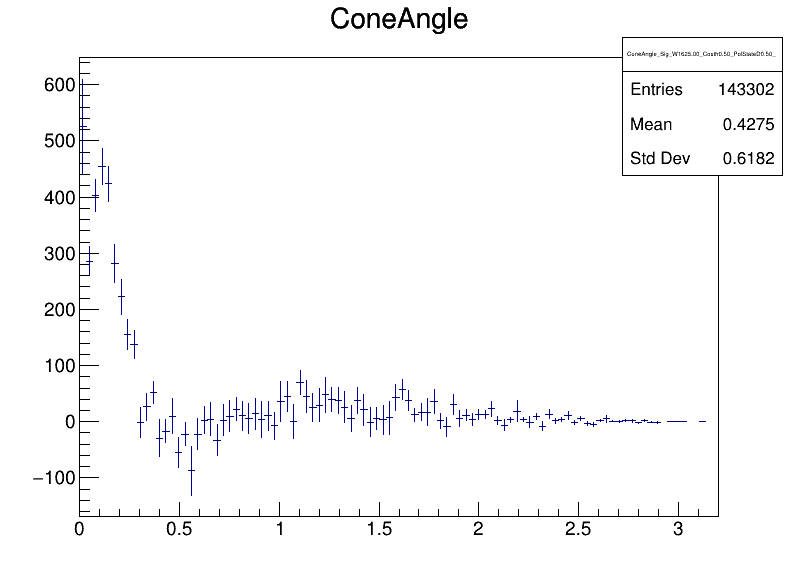 ConeAngle
ConeAngle_Sig_W1625.00_Costh0.50_PolStateD0.50_
Entries 143302
Mean 0.4275
Std Dev 0.6182
600
500
400
300
200
100
0
−100
0 0.5 1 1.5 2 2.5 3